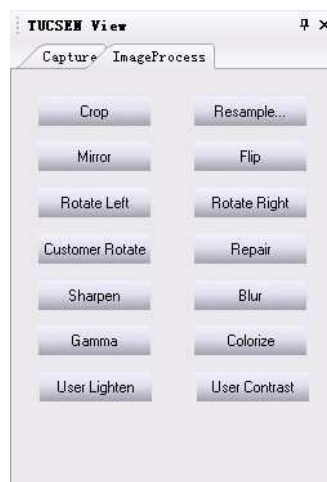 TUCSEN View
Capture ImageProcess
Crop Resample...
Mirror Flip
Rotate Left Rotate Right
Customer Rotate Repair
Sharpen Blur
Gamma Colorize
User Lighten User Contrast